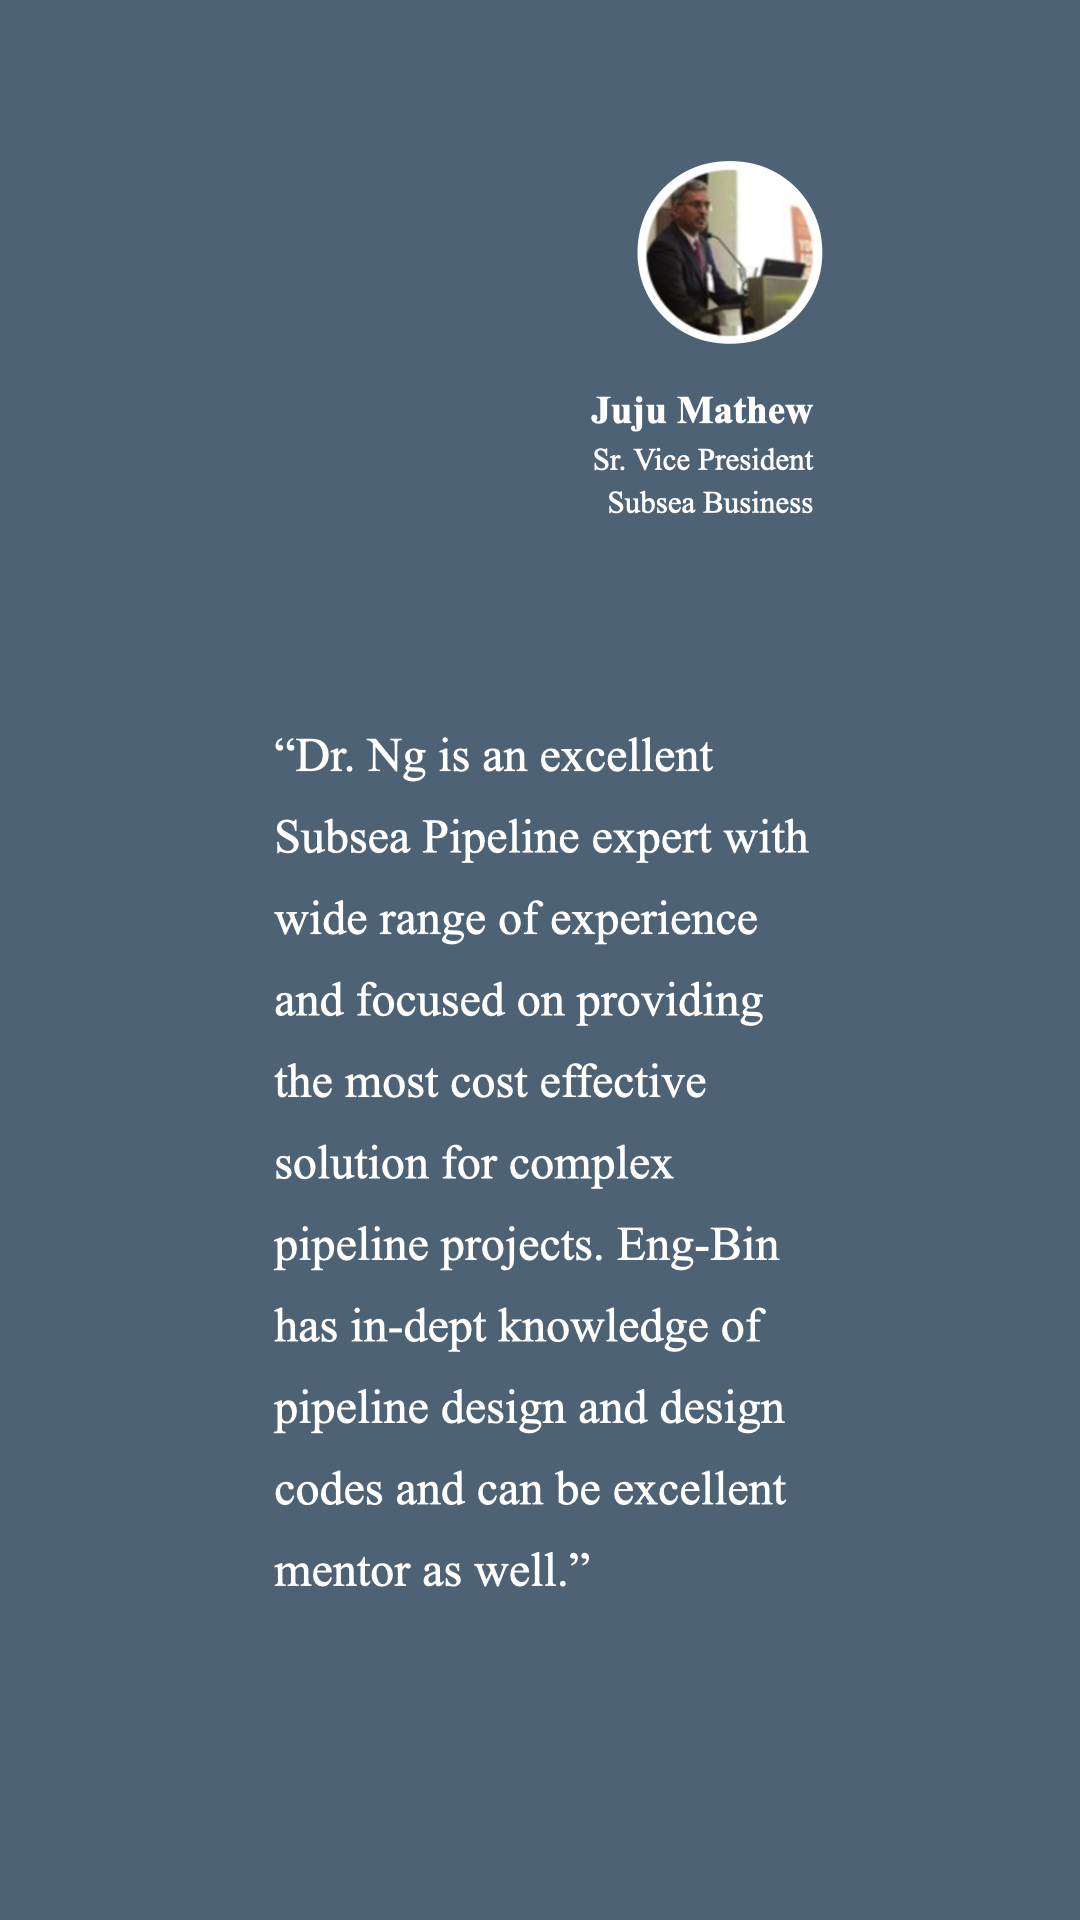 Juju Mathew
Sr. Vice President
Subsea Business
“Dr. Ng is an excellent
Subsea Pipeline expert with
wide range of experience
and focused on providing
the most cost effective
solution for complex
pipeline projects. Eng-Bin
has in-dept knowledge of
pipeline design and design
codes and can be excellent
mentor as well.”